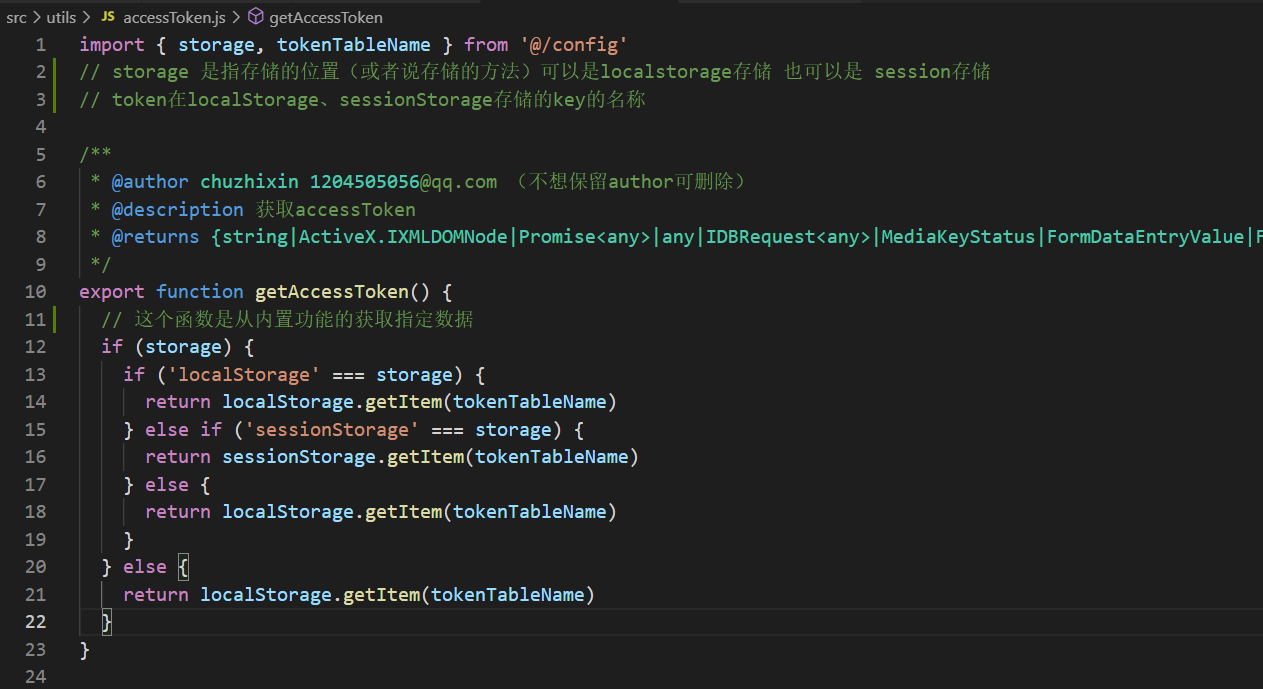 src > utils > JS accessToken.js > getAccessToken
1 import { storage, tokenTableName } from '@/config'
2 // storage 是指存储的位置（或者说存储的方法）可以是localstorage存储 也可以是 session存储
3 // token在localStorage、sessionStorage存储的key的名称
4
5 /**
6 * @author chuzhixin 1204505056@qq.com （不想保留author可删除）
7 * @description 获取accessToken
8 * @returns {string|ActiveX.IXMLDOMNode|Promise<any>|any|IDBRequest<any>|MediaKeyStatus|FormDataEntryValue|F
9 */
10 export function getAccessToken() {
11 // 这个函数是从内置功能的获取指定数据
12 if (storage) {
13 if ('localStorage' === storage) {
14 return localStorage.getItem(tokenTableName)
15 } else if ('sessionStorage' === storage) {
16 return sessionStorage.getItem(tokenTableName)
17 } else {
18 return localStorage.getItem(tokenTableName)
19 }
20 } else {
21 return localStorage.getItem(tokenTableName)
22 }
23 }
24